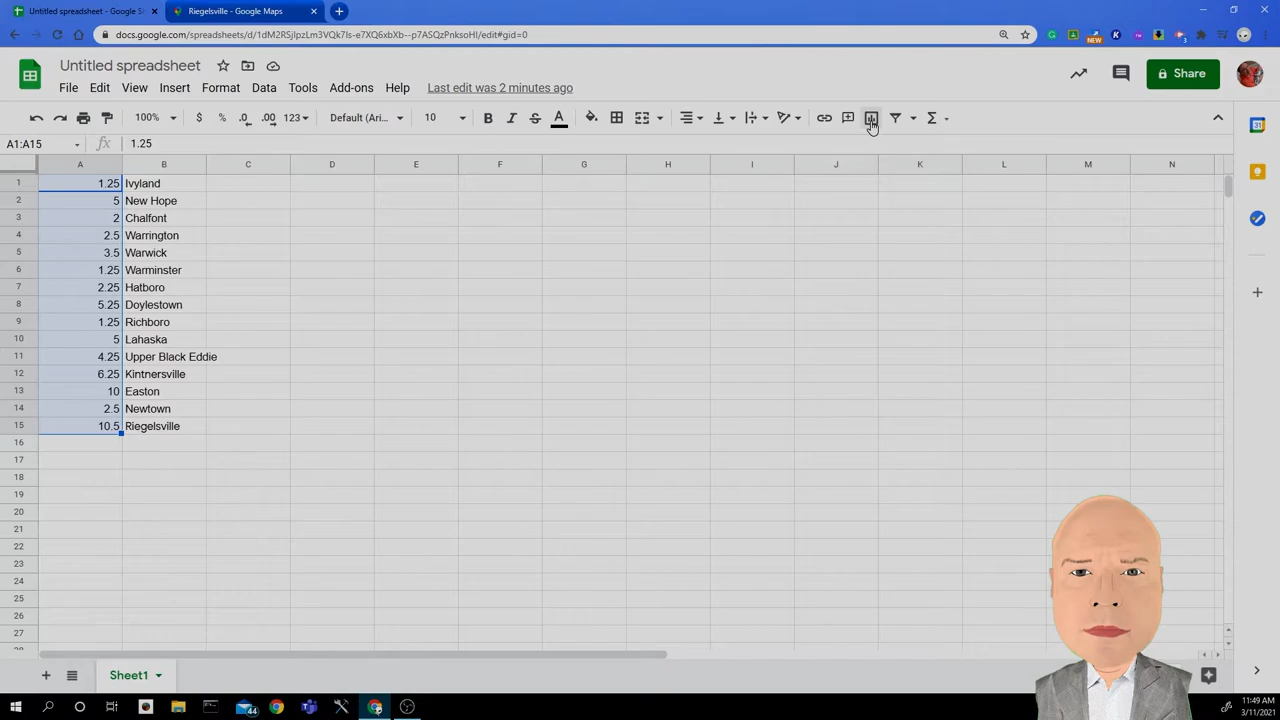 Untitled spreadsheet - Google S
Riegelsville - Google Maps
docs.google.com/spreadsheets/d/1dM2RSjlpzLm3VQk7Is-e7XQ6xbXb--p7ASQzPnksoHI/edit#gid=0
NEW
Untitled spreadsheet
Share
File Edit View Insert Format Data Tools Add-ons Help Last edit was 2 minutes ago
100% $ % .0 .00 123 Default (Ari... 10 B I S A
A1:A15 fx 1.25
A B C D E F G H I J K L M N
1 1.25 Ivyland
2 5 New Hope
3 2 Chalfont
4 2.5 Warrington
5 3.5 Warwick
6 1.25 Warminster
7 2.25 Hatboro
8 5.25 Doylestown
9 1.25 Richboro
10 5 Lahaska
11 4.25 Upper Black Eddie
12 6.25 Kintnersville
13 10 Easton
14 2.5 Newtown
15 10.5 Riegelsville
16
17
18
19
20
21
22
23
24
25
26
27
Sheet1
44
11:49 AM
3/11/2021